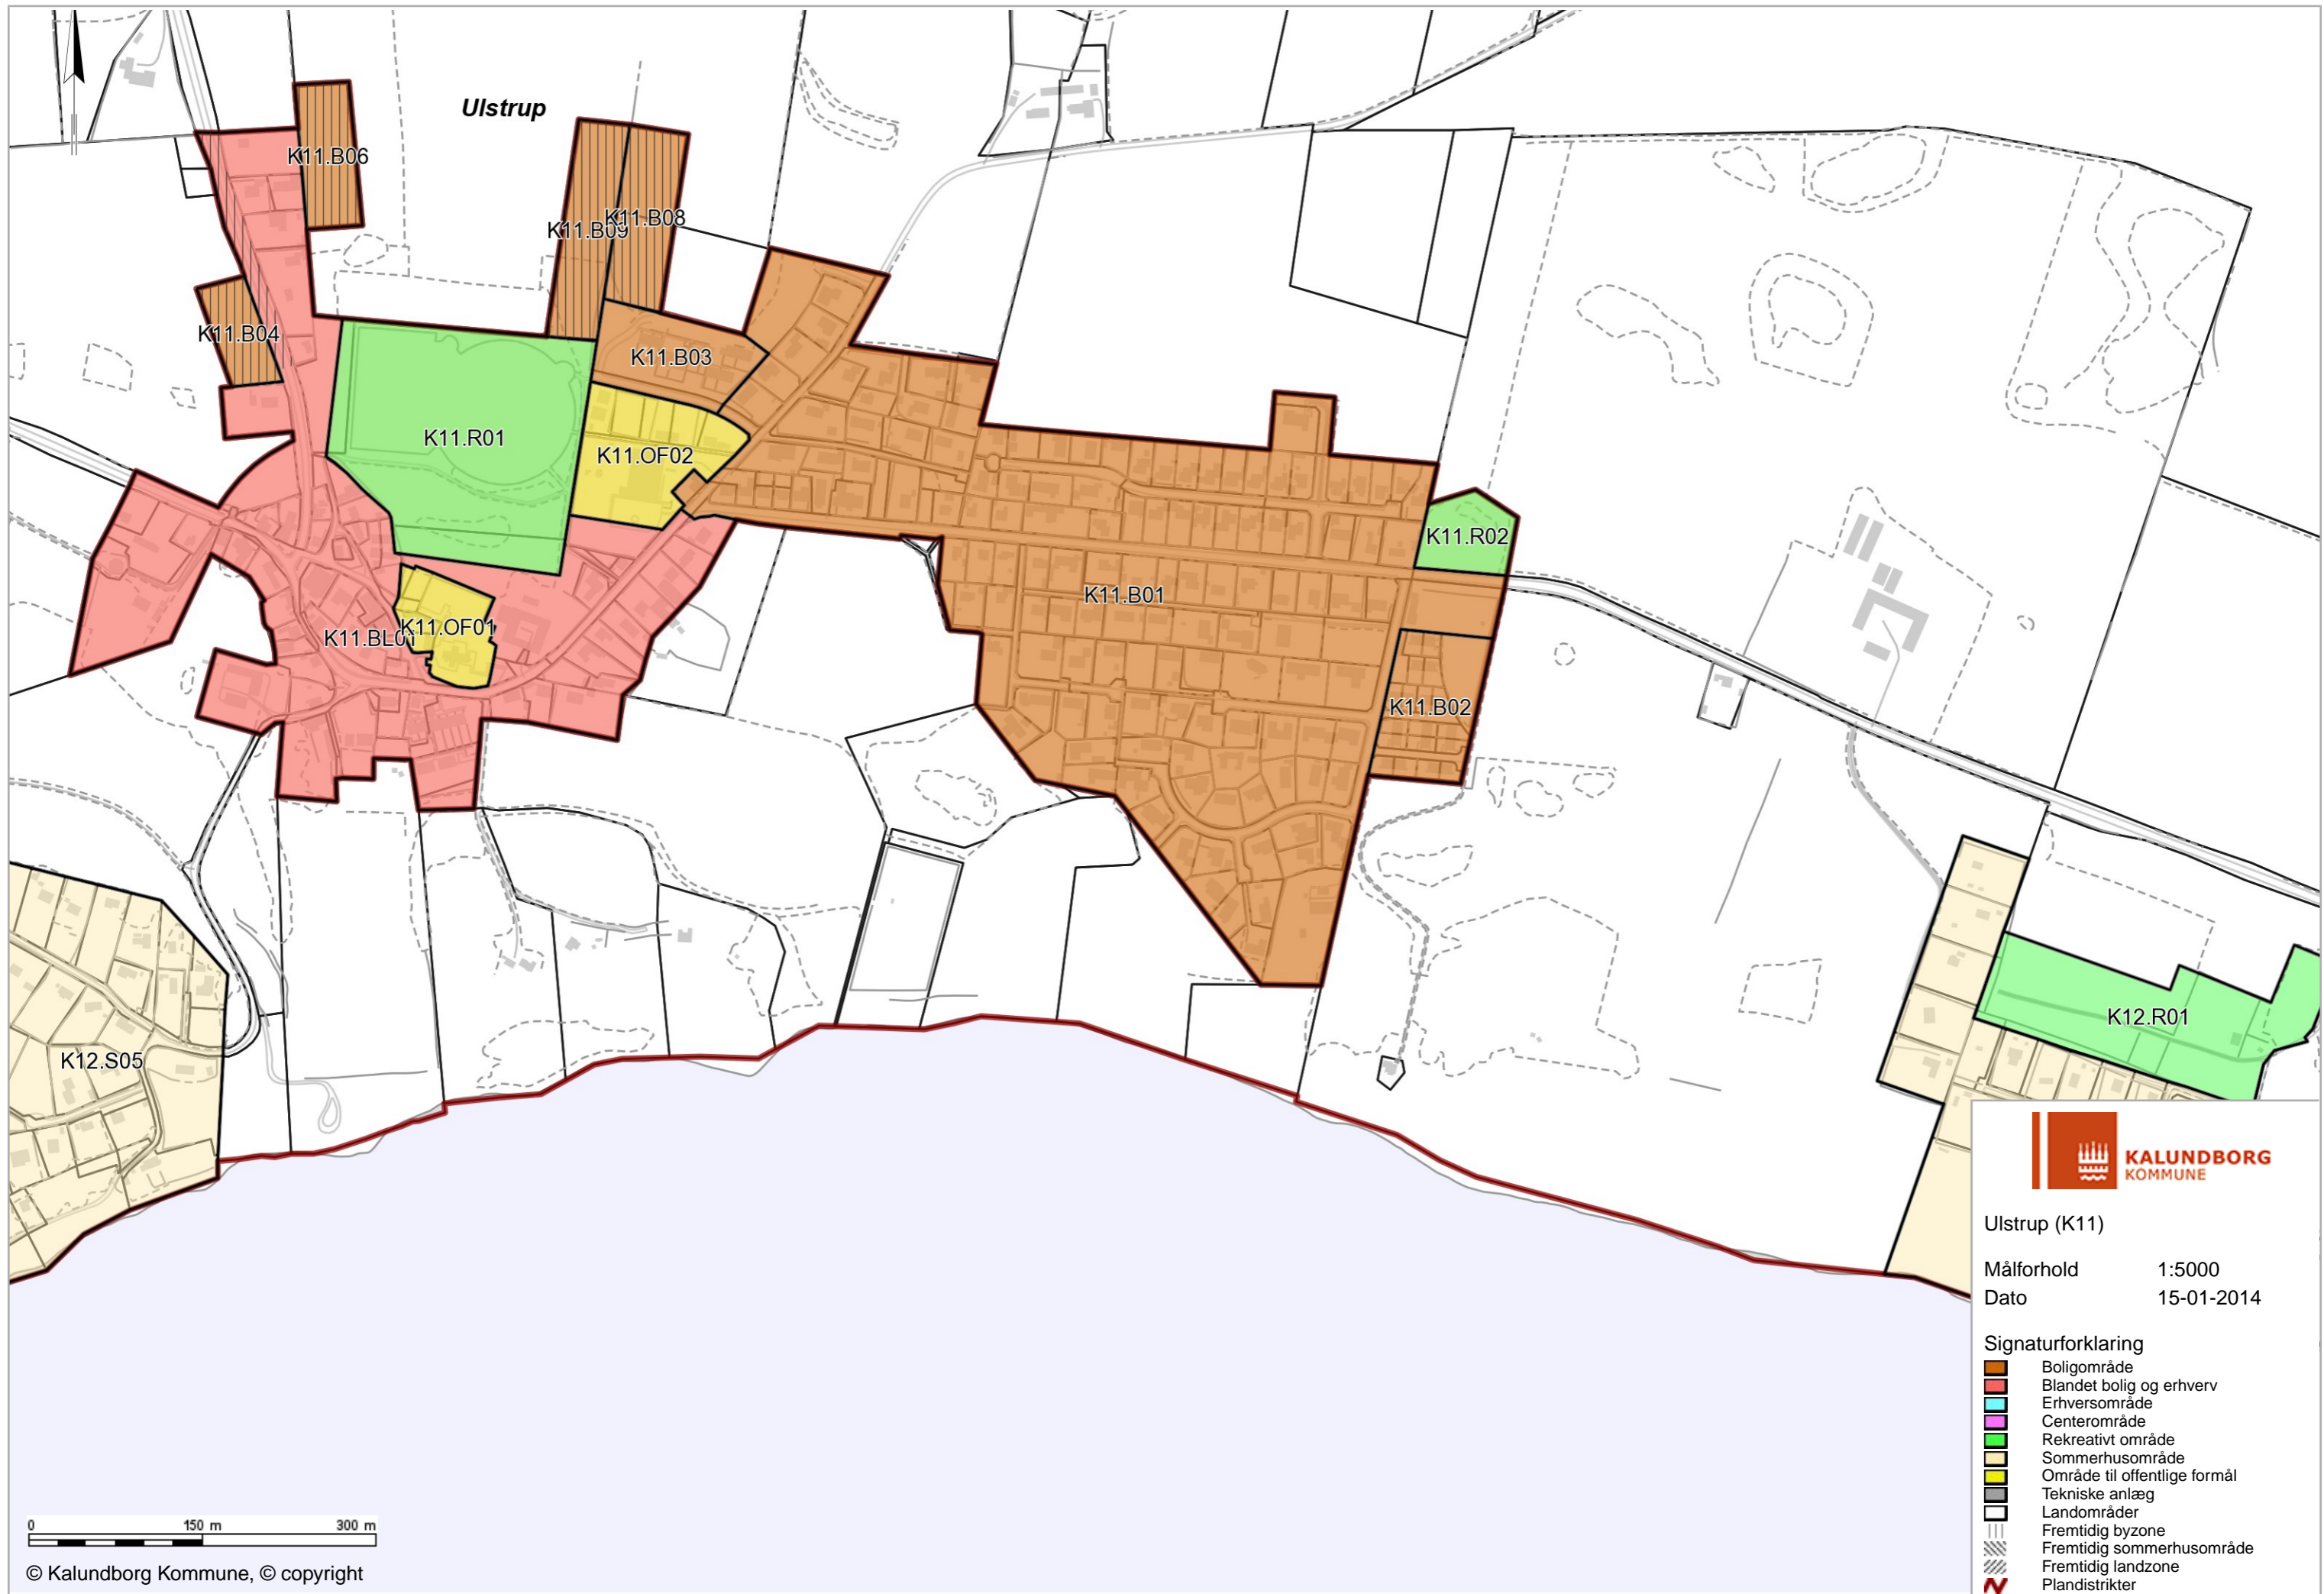 Ulstrup
K11.B06
K11.B09
K11.B08
K11.B04
K11.B03
K11.R01
K11.OF02
K11.R02
K11.B01
K11.BL01
K11.OF01
K11.B02
K12.S05
K12.R01
KALUNDBORG
KOMMUNE
Ulstrup (K11)
Målforhold 1:5000
Dato 15-01-2014
Signaturforklaring
Boligområde
Blandet bolig og erhverv
Erhversområde
Centerområde
Rekreativt område
Sommerhusområde
Område til offentlige formål
Tekniske anlæg
Landområder
Fremtidig byzone
Fremtidig sommerhusområde
Fremtidig landzone
Plandistrikter
0 150 m 300 m
© Kalundborg Kommune, © copyright